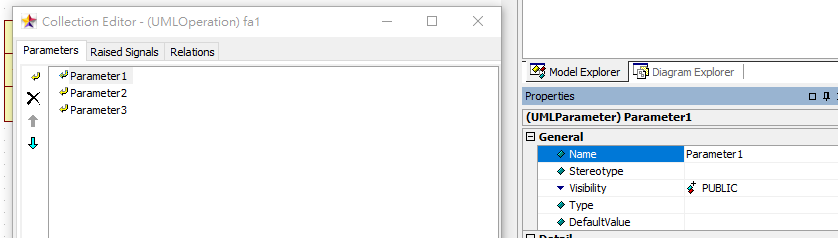 Collection Editor - (UMLOperation) fa1
Parameters Raised Signals Relations
Parameter1
Parameter2
Parameter3
Model Explorer Diagram Explorer
Properties
(UMLParameter) Parameter1
General
Name Parameter1
Stereotype
Visibility PUBLIC
Type
DefaultValue
Detail